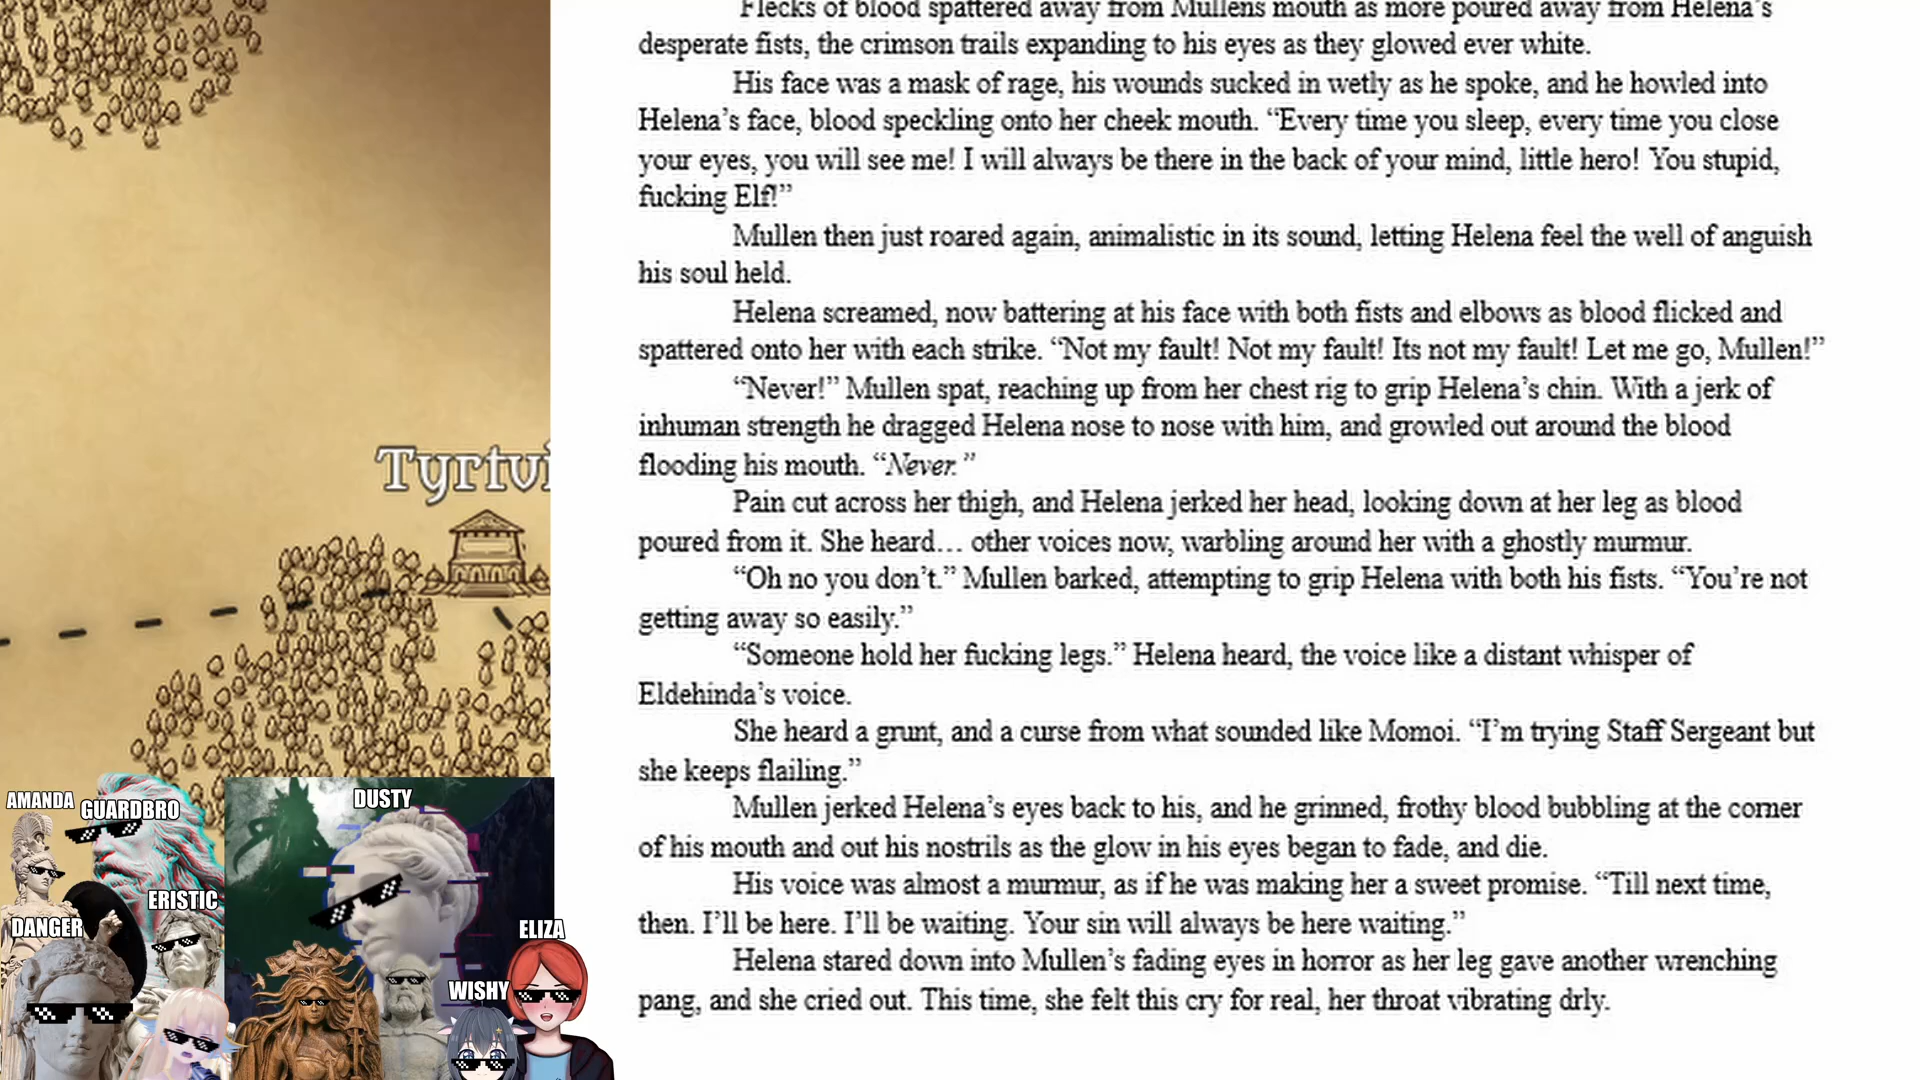 Flecks of blood spattered away from Mullens mouth as more poured away from Helena's
desperate fists, the crimson trails expanding to his eyes as they glowed ever white.
His face was a mask of rage, his wounds sucked in wetly as he spoke, and he howled into
Helena's face, blood speckling onto her cheek mouth. “Every time you sleep, every time you close
your eyes, you will see me! I will always be there in the back of your mind, little hero! You stupid,
fucking Elf!”
Mullen then just roared again, animalistic in its sound, letting Helena feel the well of anguish
his soul held.
Helena screamed, now battering at his face with both fists and elbows as blood flicked and
spattered onto her with each strike. “Not my fault! Not my fault! Its not my fault! Let me go, Mullen!”
“Never!” Mullen spat, reaching up from her chest rig to grip Helena’s chin. With a jerk of
inhuman strength he dragged Helena nose to nose with him, and growled out around the blood
flooding his mouth. “Never.”
Pain cut across her thigh, and Helena jerked her head, looking down at her leg as blood
poured from it. She heard… other voices now, warbling around her with a ghostly murmur.
“Oh no you don’t.” Mullen barked, attempting to grip Helena with both his fists. “You’re not
getting away so easily.”
“Someone hold her fucking legs.” Helena heard, the voice like a distant whisper of
Eldehinda’s voice.
She heard a grunt, and a curse from what sounded like Momoi. “I’m trying Staff Sergeant but
she keeps flailing.”
Mullen jerked Helena’s eyes back to his, and he grinned, frothy blood bubbling at the corner
of his mouth and out his nostrils as the glow in his eyes began to fade, and die.
His voice was almost a murmur, as if he was making her a sweet promise. “Till next time,
then. I’ll be here. I’ll be waiting. Your sin will always be here waiting.”
Helena stared down into Mullen’s fading eyes in horror as her leg gave another wrenching
pang, and she cried out. This time, she felt this cry for real, her throat vibrating drly.
AMANDA
GUARDBRO
DUSTY
ERISTIC
DANGER
ELIZA
WISHY